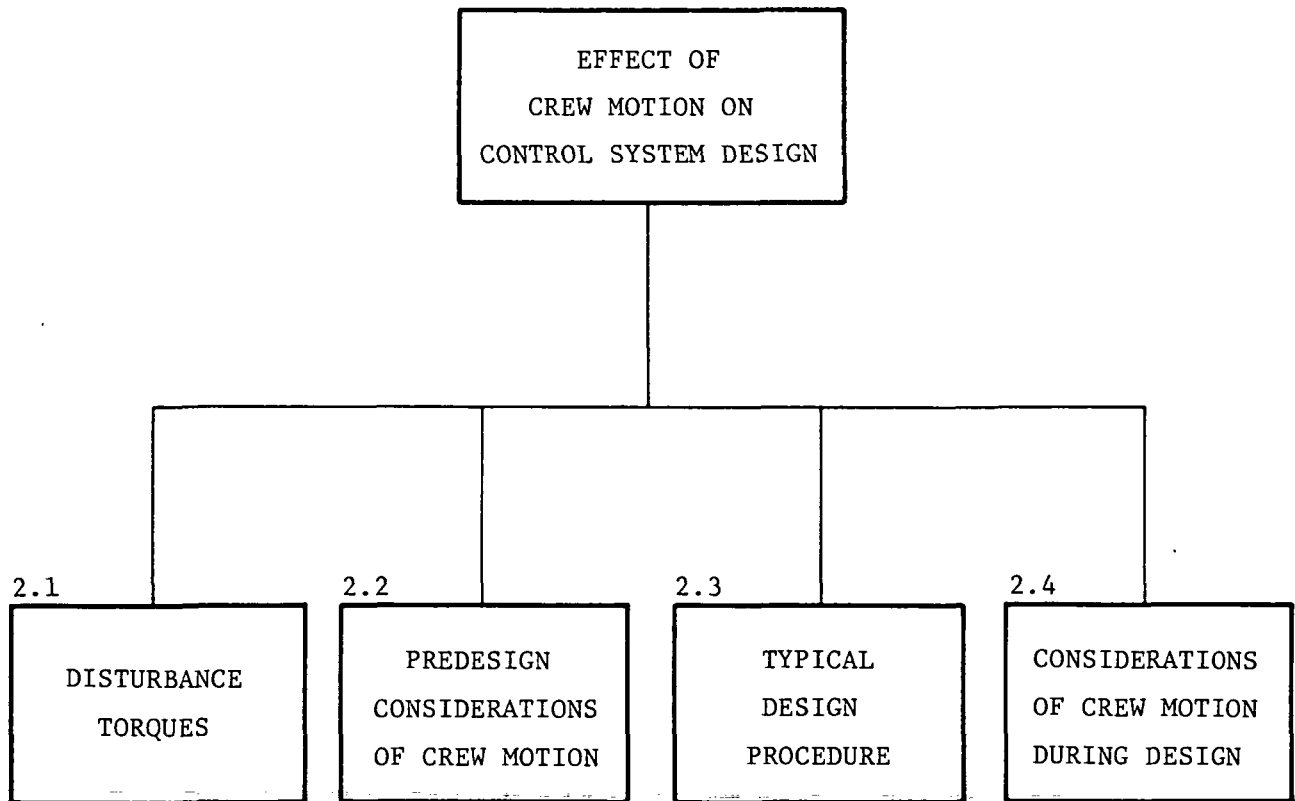 EFFECT OF
CREW MOTION ON
CONTROL SYSTEM DESIGN
2.1
DISTURBANCE
TORQUES
2.2
PREDESIGN
CONSIDERATIONS
OF CREW MOTION
2.3
TYPICAL
DESIGN
PROCEDURE
2.4
CONSIDERATIONS
OF CREW MOTION
DURING DESIGN